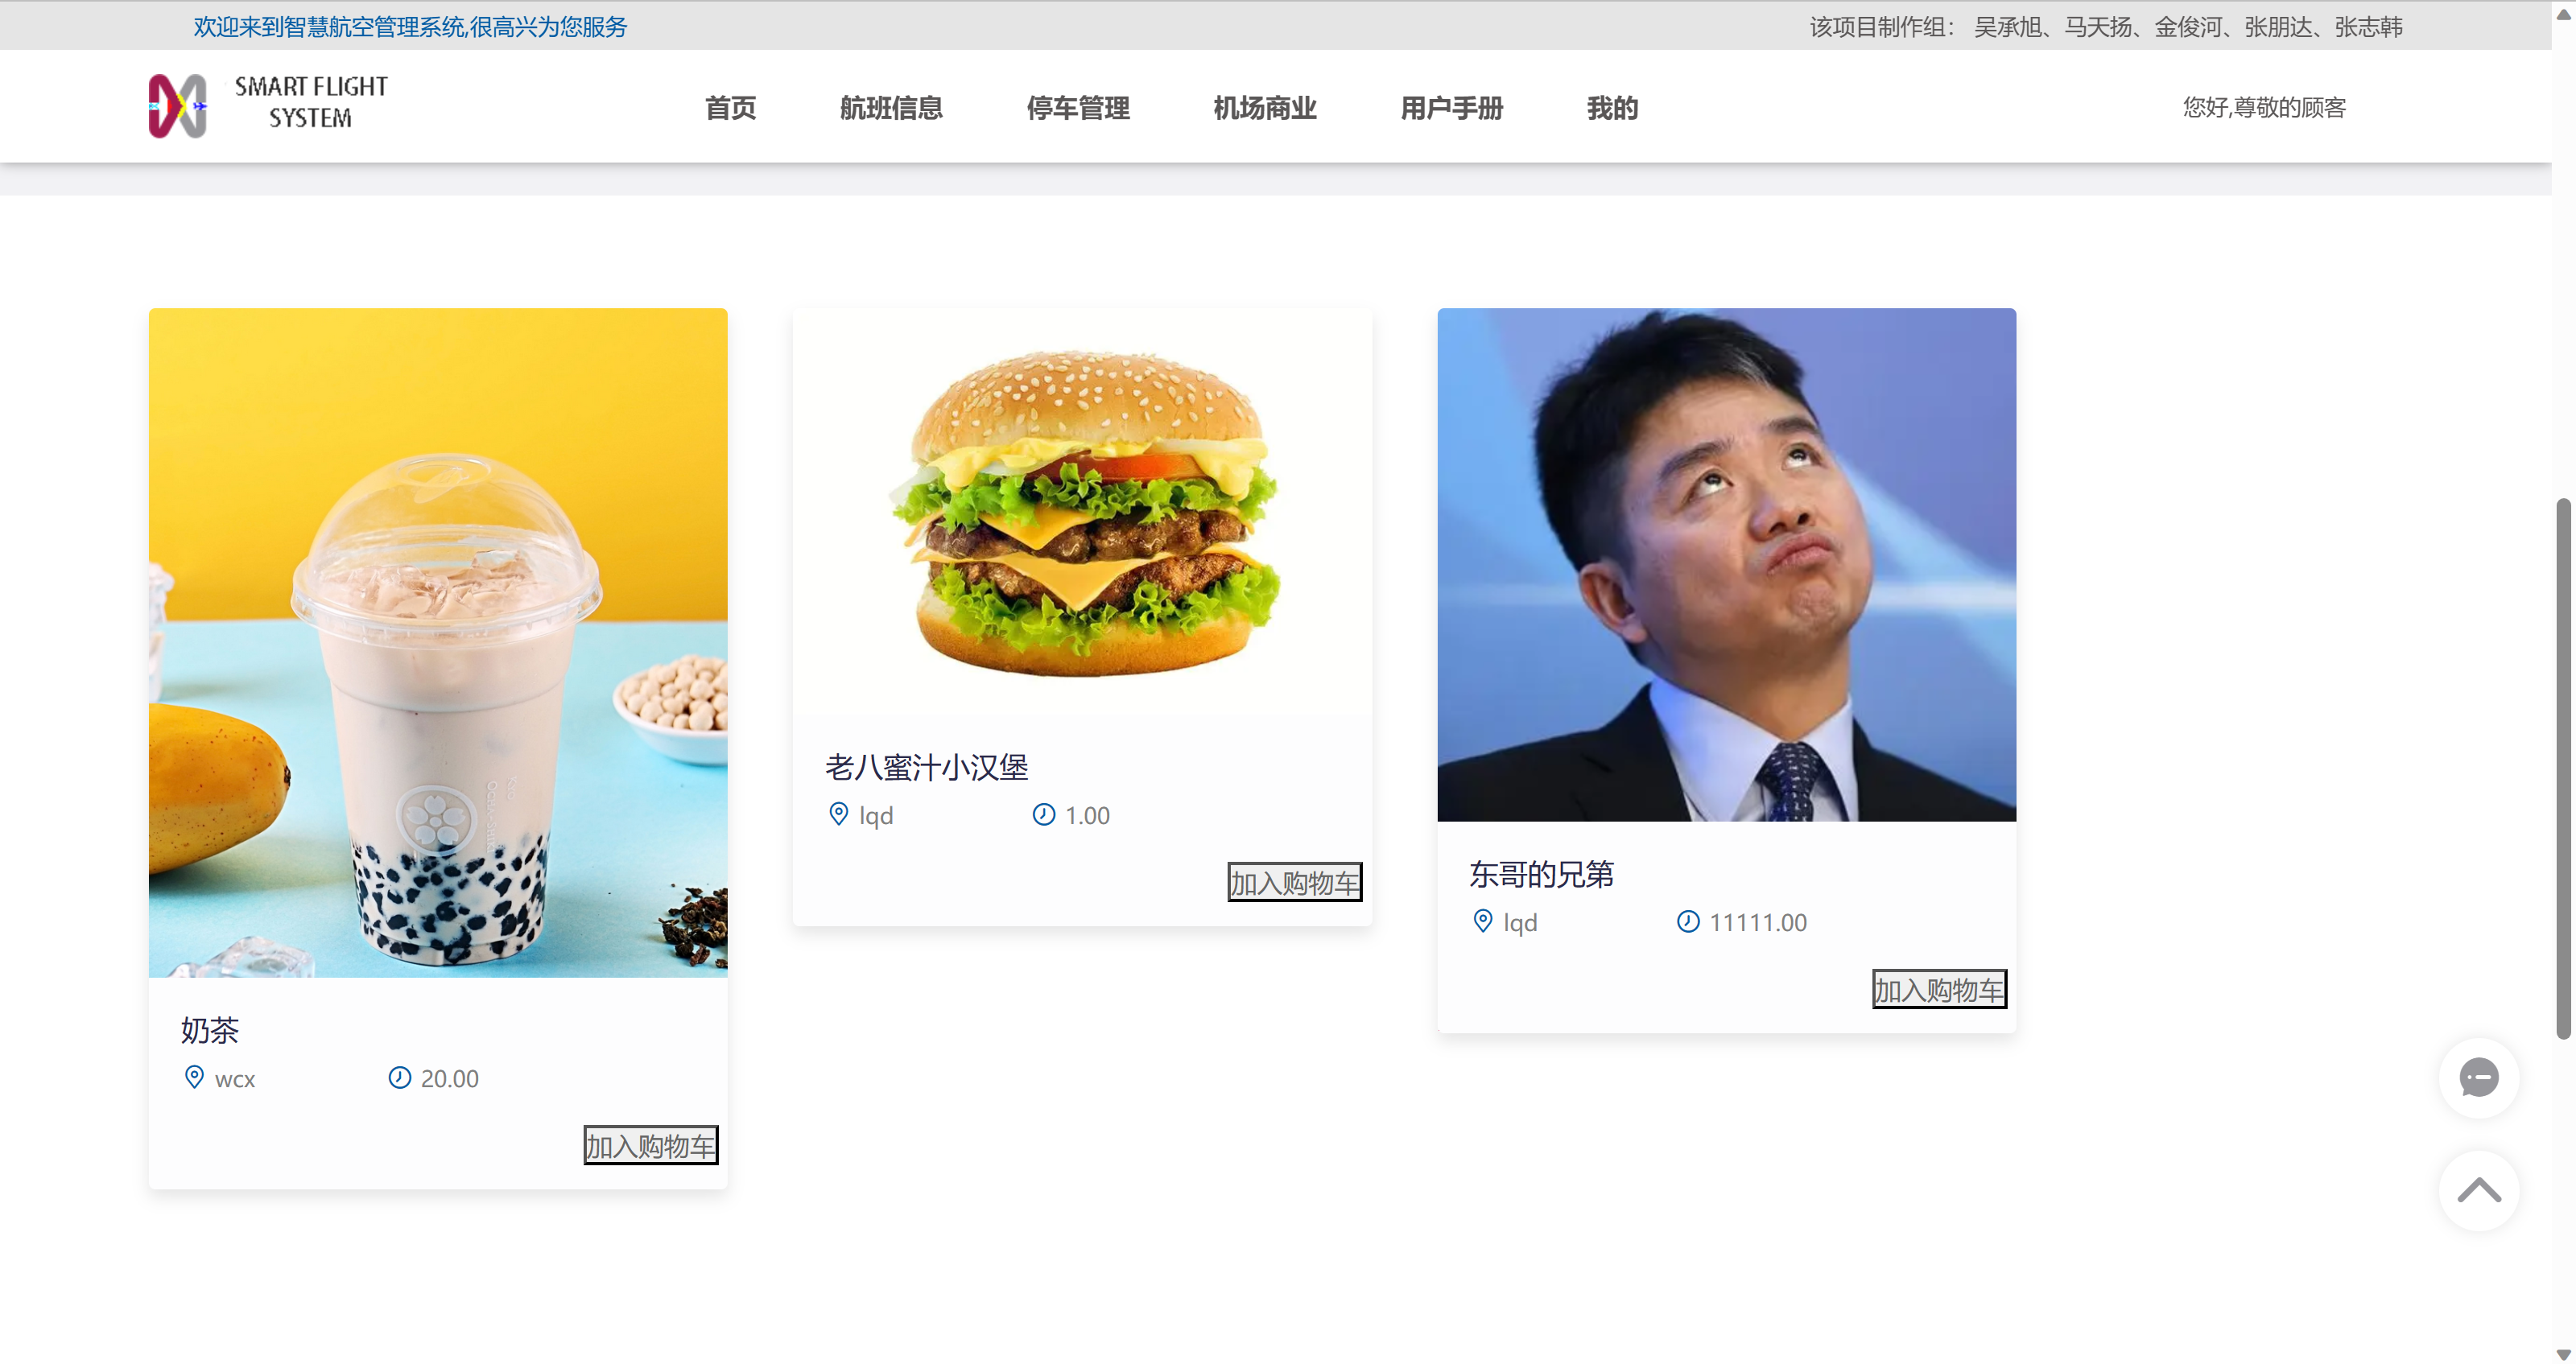 欢迎来到智慧航空管理系统,很高兴为您服务
该项目制作组： 吴承旭、马天扬、金俊河、张朋达、张志韩
SMART FLIGHT
SYSTEM
首页 航班信息 停车管理 机场商业 用户手册 我的
您好,尊敬的顾客
奶茶
wcx 20.00
加入购物车
老八蜜汁小汉堡
lqd 1.00
加入购物车
东哥的兄第
lqd 11111.00
加入购物车